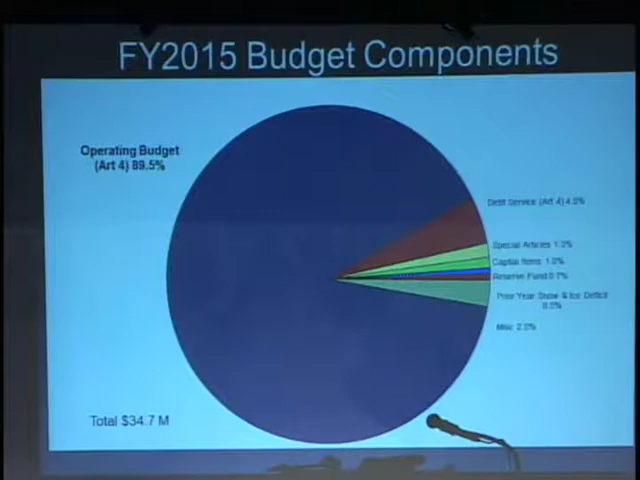 FY2015 Budget Components
Operating Budget
(Art 4) 89.5%
Debt Service (Art 4)
Special Articles
Capital Items
Reserve Fund
Prior Year Snow & Ice Deficit
Misc
Total $34.7 M